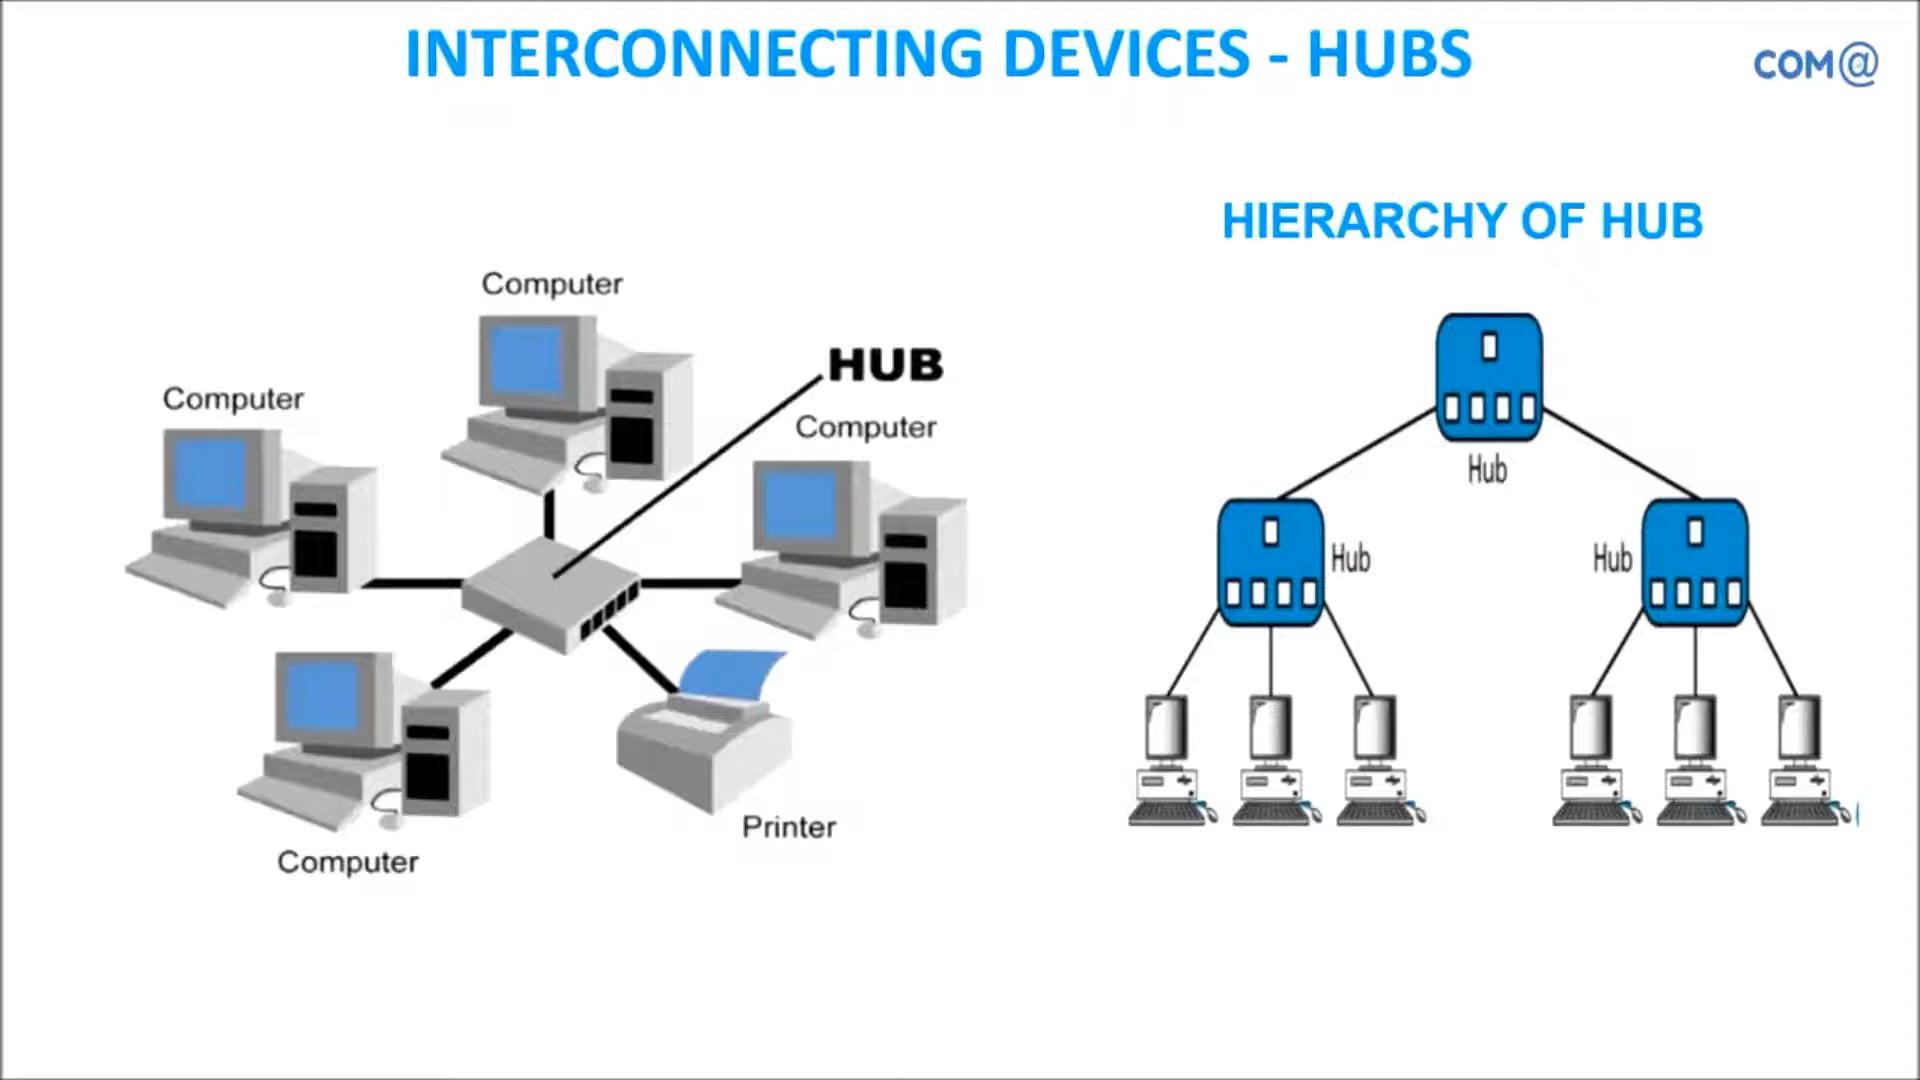 INTERCONNECTING DEVICES - HUBS
COM@
HIERARCHY OF HUB
Computer
HUB
Computer
Computer
Computer
Printer
Hub
Hub
Hub